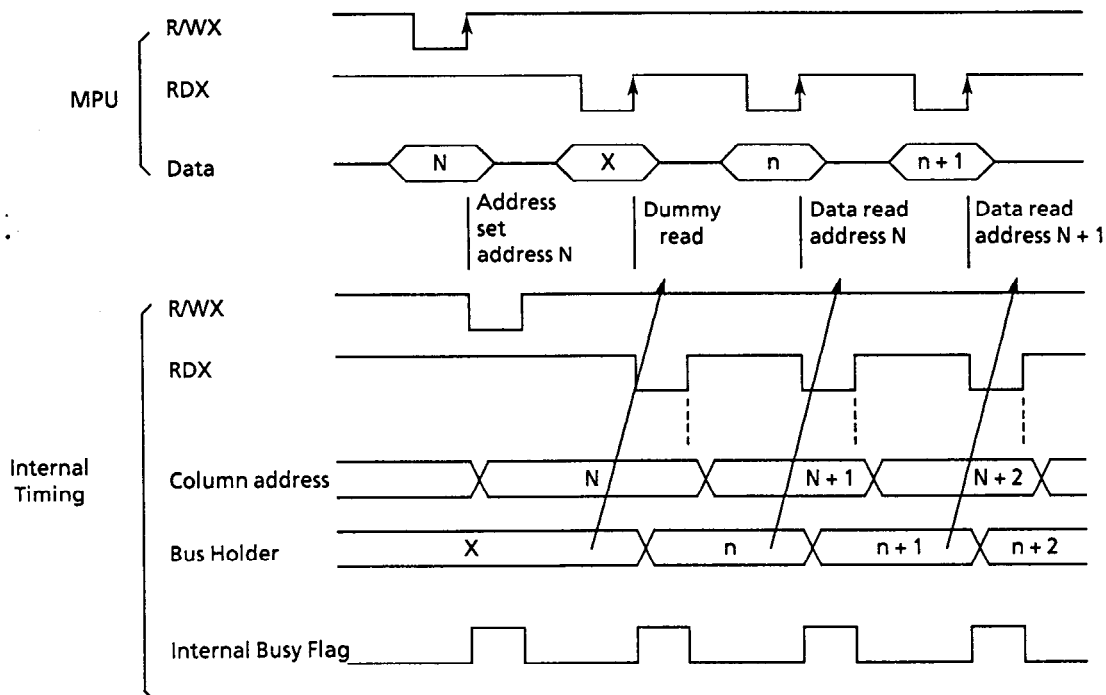 R/WX
MPU
RDX
Data
N
X
n
n + 1
Address
set
address N
Dummy
read
Data read
address N
Data read
address N + 1
R/WX
RDX
Internal
Timing
Column address
N
N + 1
N + 2
Bus Holder
X
n
n + 1
n + 2
Internal Busy Flag